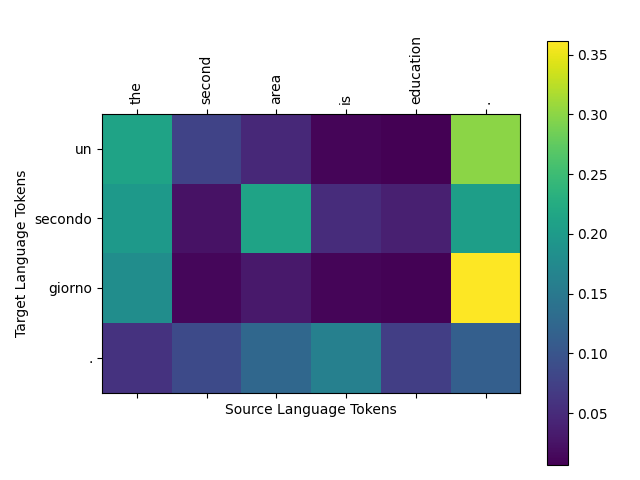 the
second
area
is
education
.
un
secondo
giorno
.
Target Language Tokens
Source Language Tokens
0.35
0.30
0.25
0.20
0.15
0.10
0.05